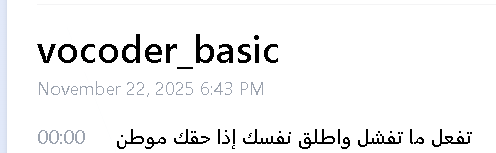 vocoder_basic
November 22, 2025 6:43 PM
00:00 تفعل ما تفشل واطلق نفسك إذا حقك موطن